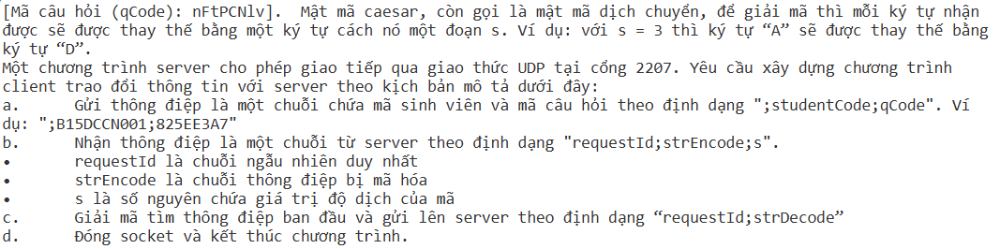 [Mã câu hỏi (qCode): nFtPCNlv].  Mật mã caesar, còn gọi là mật mã dịch chuyển, để giải mã thì mỗi ký tự nhận
được sẽ được thay thế bằng một ký tự cách nó một đoạn s. Ví dụ: với s = 3 thì ký tự “A” sẽ được thay thế bằng
ký tự “D”.
Một chương trình server cho phép giao tiếp qua giao thức UDP tại cổng 2207. Yêu cầu xây dựng chương trình
client trao đổi thông tin với server theo kịch bản mô tả dưới đây:
a.	Gửi thông điệp là một chuỗi chứa mã sinh viên và mã câu hỏi theo định dạng ";studentCode;qCode". Ví
dụ: ";B15DCCN001;825EE3A7"
b.	Nhận thông điệp là một chuỗi từ server theo định dạng "requestId;strEncode;s".
•	requestId là chuỗi ngẫu nhiên duy nhất
•	strEncode là chuỗi thông điệp bị mã hóa
•	s là số nguyên chứa giá trị độ dịch của mã
c.	Giải mã tìm thông điệp ban đầu và gửi lên server theo định dạng “requestId;strDecode”
d.	Đóng socket và kết thúc chương trình.